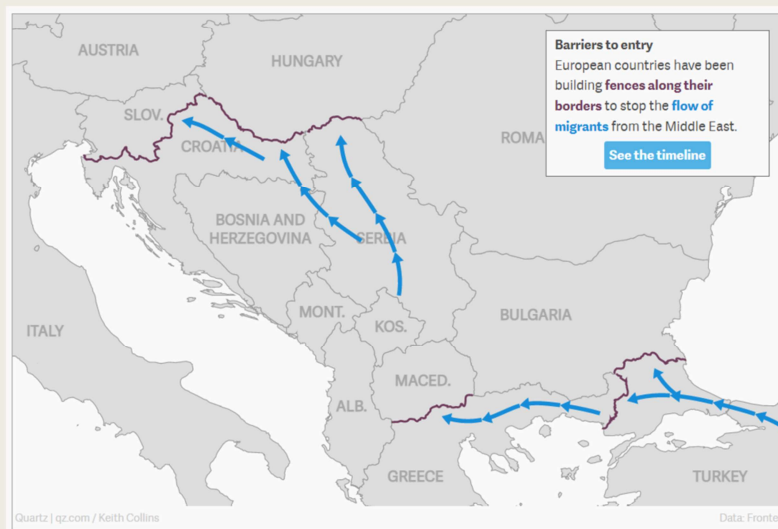 AUSTRIA
HUNGARY
Barriers to entry
European countries have been
building fences along their
borders to stop the flow of
migrants from the Middle East.
See the timeline
SLOV.
CROATIA
ROMA
BOSNIA AND
HERZEGOVINA
SERBIA
MONT.
KOS.
BULGARIA
ITALY
MACED.
ALB.
GREECE
TURKEY
Quartz | qz.com / Keith Collins
Data: Fronte